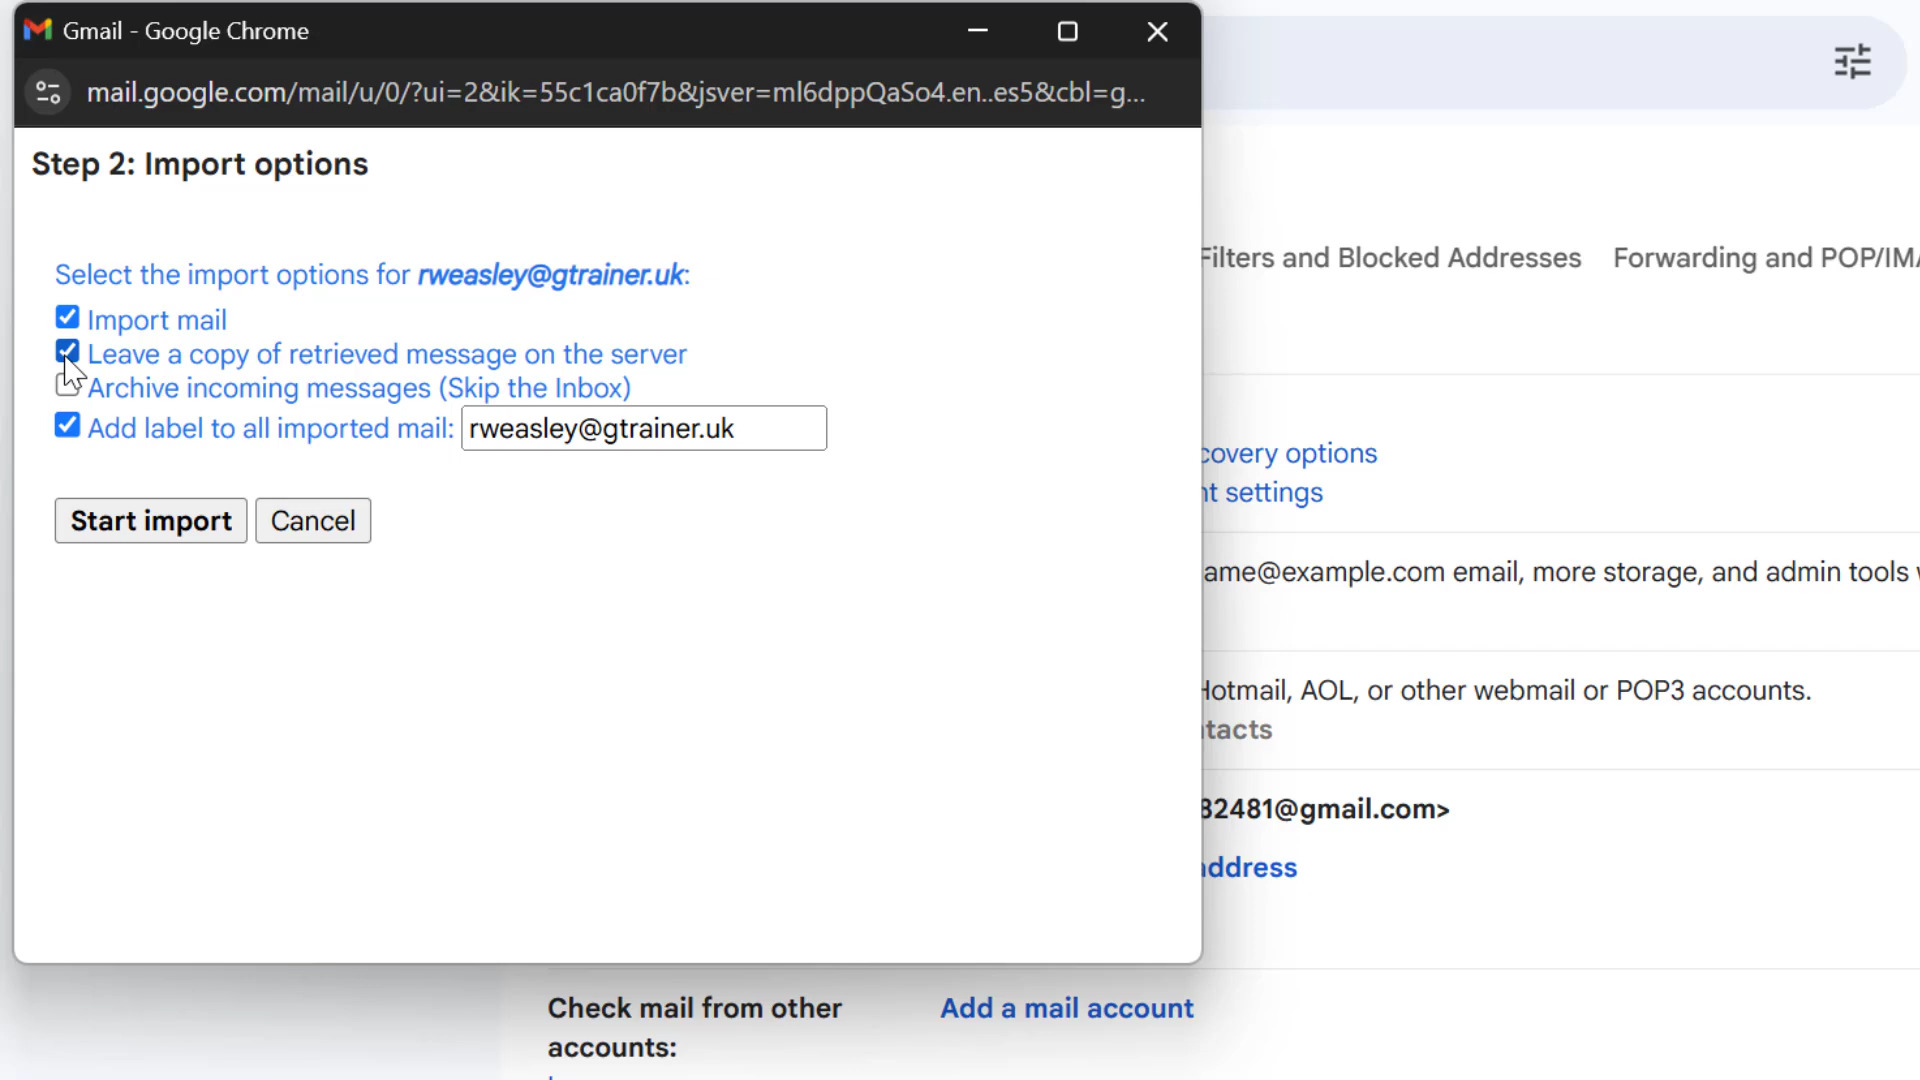 Gmail - Google Chrome
mail.google.com/mail/u/0/?ui=2&ik=55c1ca0f7b&jsver=ml6dppQaSo4.en..es5&cbl=g...
Step 2: Import options
Select the import options for rweasley@gtrainer.uk:
Import mail
Leave a copy of retrieved message on the server
Archive incoming messages (Skip the Inbox)
Add label to all imported mail: rweasley@gtrainer.uk
Start import Cancel
Filters and Blocked Addresses Forwarding and POP/IMA
covery options
nt settings
ame@example.com email, more storage, and admin tools
Hotmail, AOL, or other webmail or POP3 accounts.
tacts
82481@gmail.com>
address
Check mail from other
accounts:
Add a mail account